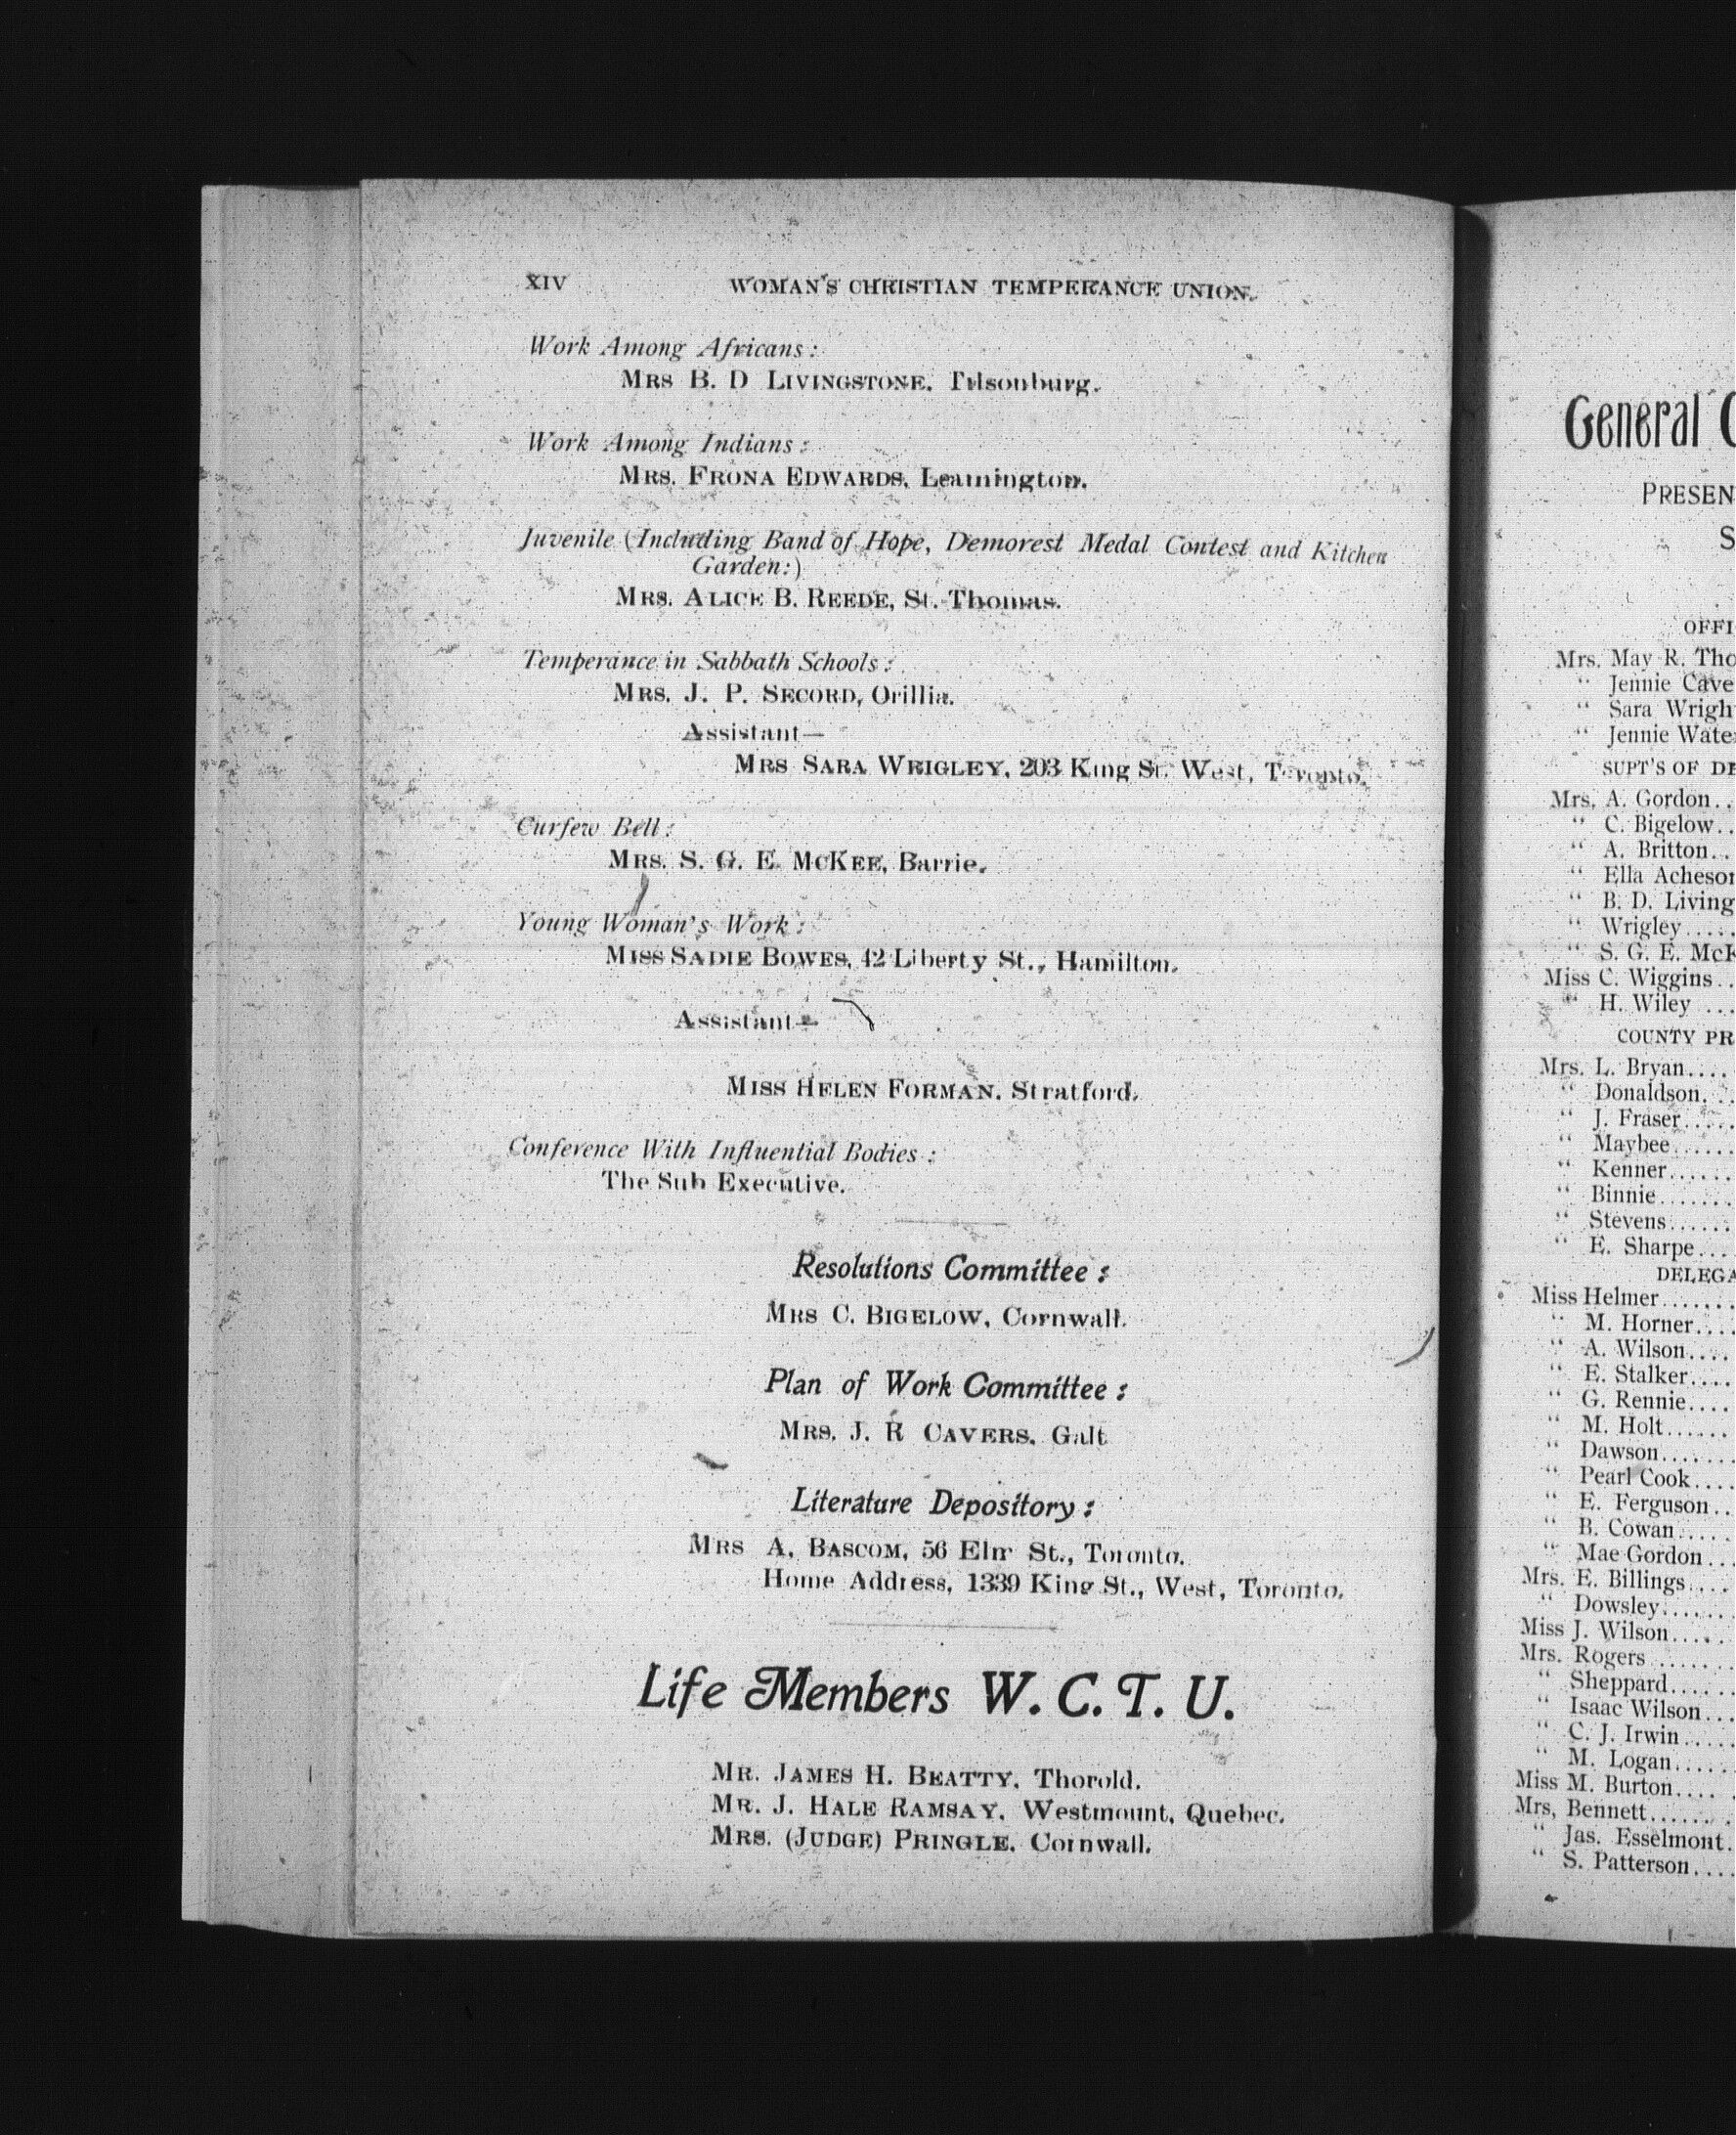 XIV WOMAN'S CHRISTIAN TEMPERANCE UNION.
Work Among Africans:
MRS B. D LIVINGSTONE. Tilsonburg.
Work Among Indians:
MRS. FRONA EDWARDS, Leamington.
Juvenile (Including Band of Hope, Demorest Medal Contest and Kitchen
Garden:)
MRS. ALICE B. REEDE, St. Thomas.
Temperance in Sabbath Schools:
MRS. J. P. SECORD, Orillia.
Assistant—
MRS SARA WRIGLEY, 203 King St. West, Toronto.
Curfew Bell:
MRS. S. G. E. MCKEE, Barrie.
Young Woman's Work:
MISS SADIE BOWES, 42 Liberty St., Hamilton.
Assistant—
MISS HELEN FORMAN. Stratford.
Conference With Influential Bodies:
The Sub Executive.
Resolutions Committee:
MRS C. BIGELOW, Cornwall.
Plan of Work Committee:
MRS. J. R CAVERS. Galt
Literature Depository:
MRS A. BASCOM, 56 Elm St., Toronto.
Home Address, 1339 King St., West, Toronto.
Life Members W. C. T. U.
MR. JAMES H. BEATTY. Thorold.
MR. J. HALE RAMSAY. Westmount, Quebec.
MRS. (JUDGE) PRINGLE. Cornwall.
General
PRESEN
S
OFFI
Mrs. May R. Tho
" Jennie Cave
" Sara Wrigh
" Jennie Wate
SUPT'S OF DE
Mrs. A. Gordon..
" C. Bigelow..
" A. Britton...
" Ella Acheson
" B. D. Living
" Wrigley.....
" S. G. E. McK
Miss C. Wiggins..
" H. Wiley ...
COUNTY PR
Mrs. L. Bryan....
" Donaldson...
" J. Fraser.....
" Maybee......
" Kenner......
" Binnie.......
" Stevens......
" E. Sharpe...
DELEGA
Miss Helmer.......
" M. Horner....
" A. Wilson....
" E. Stalker....
" G. Rennie....
" M. Holt......
" Dawson.......
" Pearl Cook....
" E. Ferguson..
" B. Cowan.....
" Mae Gordon...
Mrs. E. Billings....
" Dowsley......
Miss J. Wilson.....
Mrs. Rogers ......
" Sheppard......
" Isaac Wilson...
" C. J. Irwin.....
" M. Logan......
Miss M. Burton.....
Mrs, Bennett.......
" Jas. Esselmont.
" S. Patterson....